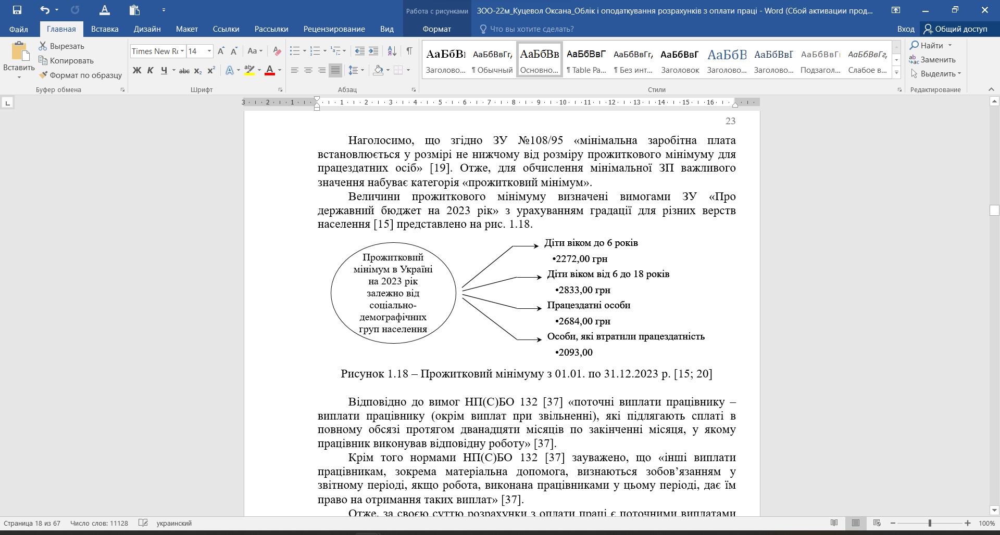 Работа с рисунками
ЗОО-22м_Куцевол Оксана_Облік і оподаткування розрахунків з оплати праці - Word (Сбой активации прод...
Файл Главная Вставка Дизайн Макет Ссылки Рассылки Рецензирование Вид Формат Что вы хотите сделать? Вход Общий доступ
Вставить
Вырезать
Копировать
Формат по образцу
Буфер обмена
Times New Rc 14
Ж К Ч abc x₂ x²
Шрифт
Абзац
АаБбВ АаБбВвГг, АаБбВв АаБбВвГ АаБбВвГг, АаБбВвГ АаБбВ АаБбВвГ АаБбВвГг АаБбВвГг,
Заголово... ¶ Обычный Основно... ¶ Table Pa... ¶ Без инт... Заголовок Заголово... Заголово... Подзагол... Слабое в...
Стили
Найти
Заменить
Выделить
Редактирование
3 2 1 1 2 3 4 5 6 7 8 9 10 11 12 13 14 15 16
23
Наголосимо, що згідно ЗУ №108/95 «мінімальна заробітна плата
встановлюється у розмірі не нижчому від розміру прожиткового мінімуму для
працездатних осіб» [19]. Отже, для обчислення мінімальної ЗП важливого
значення набуває категорія «прожитковий мінімум».
Величини прожиткового мінімуму визначені вимогами ЗУ «Про
державний бюджет на 2023 рік» з урахуванням градації для різних верств
населення [15] представлено на рис. 1.18.
Прожитковий
мінімум в Україні
на 2023 рік
залежно від
соціально-
демографічних
груп населення
Діти віком до 6 років
•2272,00 грн
Діти віком від 6 до 18 років
•2833,00 грн
Працездатні особи
•2684,00 грн
Особи, які втратили працездатність
•2093,00
Рисунок 1.18 – Прожитковий мінімуму з 01.01. по 31.12.2023 р. [15; 20]
Відповідно до вимог НП(С)БО 132 [37] «поточні виплати працівнику –
виплати працівнику (окрім виплат при звільненні), які підлягають сплаті в
повному обсязі протягом дванадцяти місяців по закінченні місяця, у якому
працівник виконував відповідну роботу» [37].
Крім того нормами НП(С)БО 132 [37] зауважено, що «інші виплати
працівникам, зокрема матеріальна допомога, визнаються зобов’язанням у
звітному періоді, якщо робота, виконана працівниками у цьому періоді, дає їм
право на отримання таких виплат» [37].
Отже, за своєю суттю розрахунки з оплати праці є поточними виплатами
Страница 18 из 67 Число слов: 11128 украинский 100%